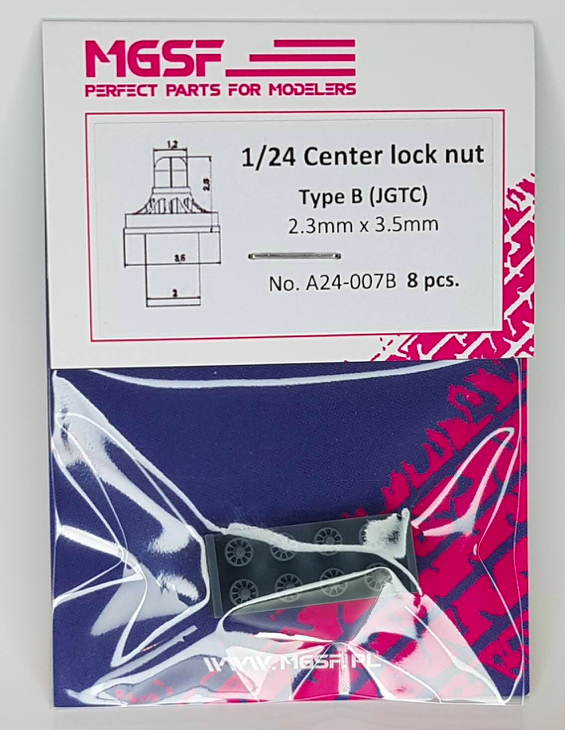 MGSF
PERFECT PARTS FOR MODELERS
1/24 Center lock nut
Type B (JGTC)
2.3mm x 3.5mm
No. A24-007B 8 pcs.
1,2
2,3
3,5
2
WWW.MGSF.PL